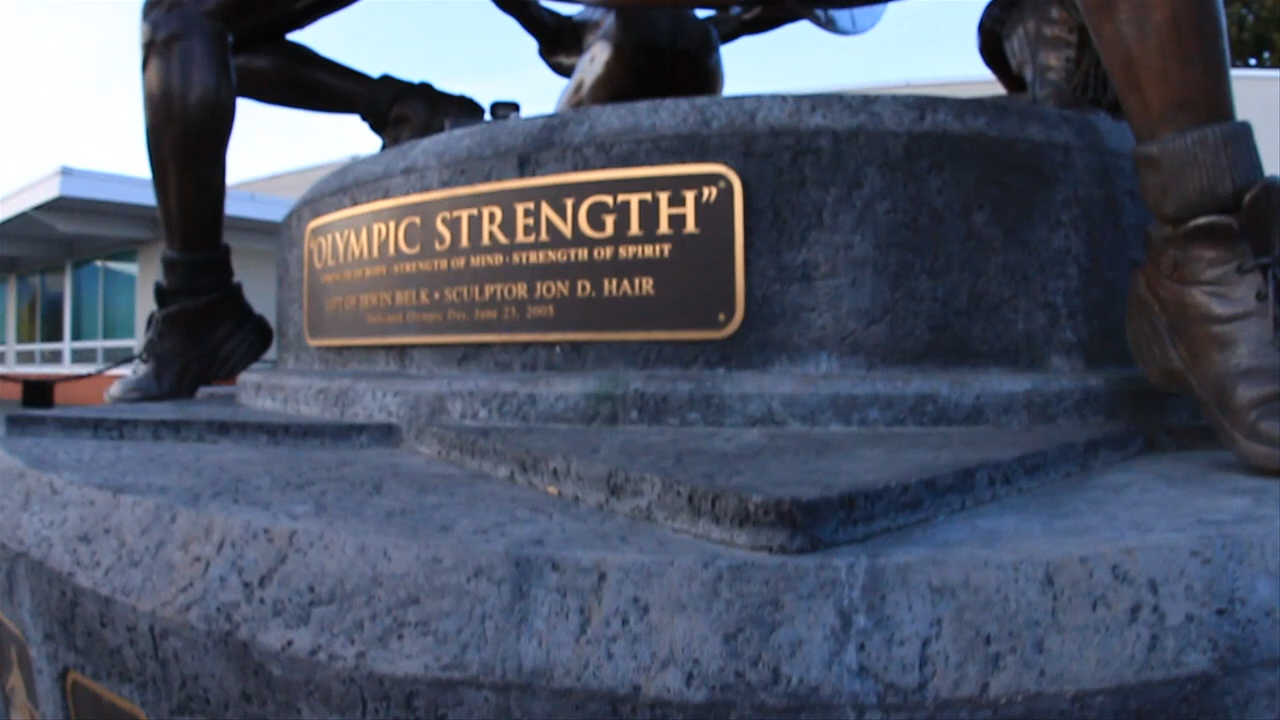 "OLYMPIC STRENGTH"
STRENGTH OF BODY · STRENGTH OF MIND · STRENGTH OF SPIRIT
GIFT OF IRWIN BELK • SCULPTOR JON D. HAIR
Dedicated Olympic Day, June 23, 2005